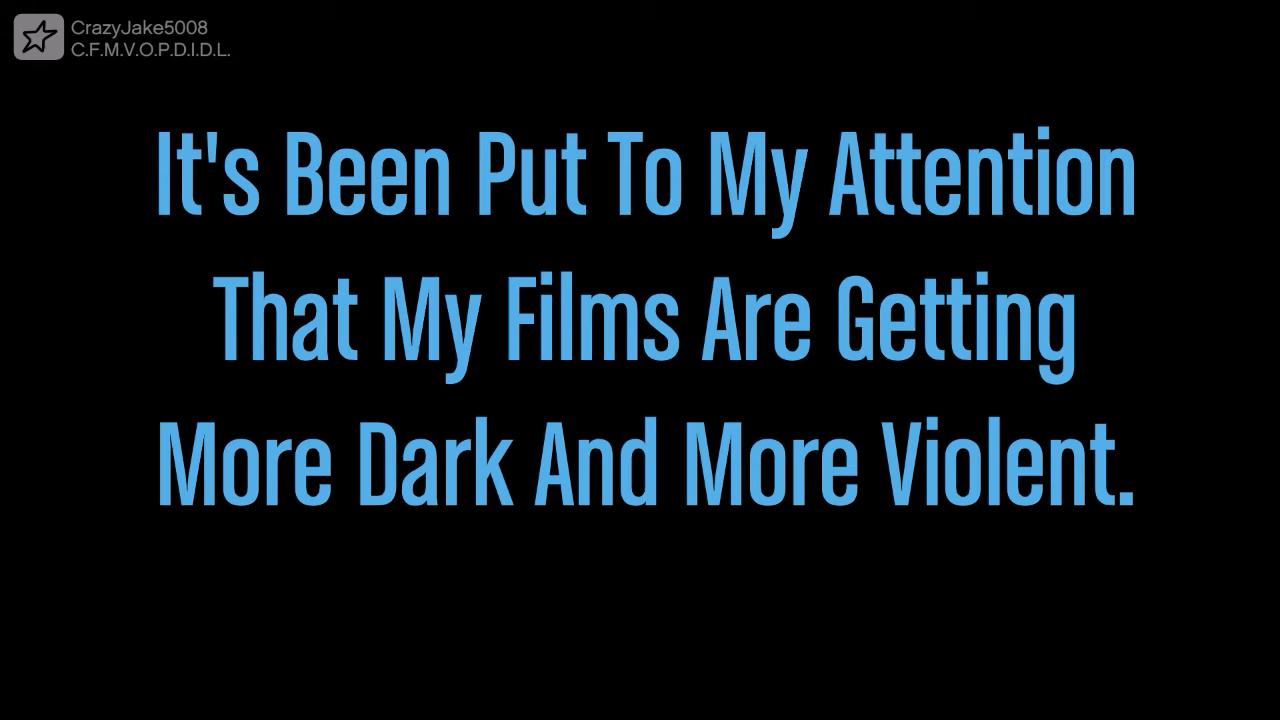 CrazyJake5008
C.F.M.V.O.P.D.I.D.L.
It's Been Put To My Attention
That My Films Are Getting
More Dark And More Violent.